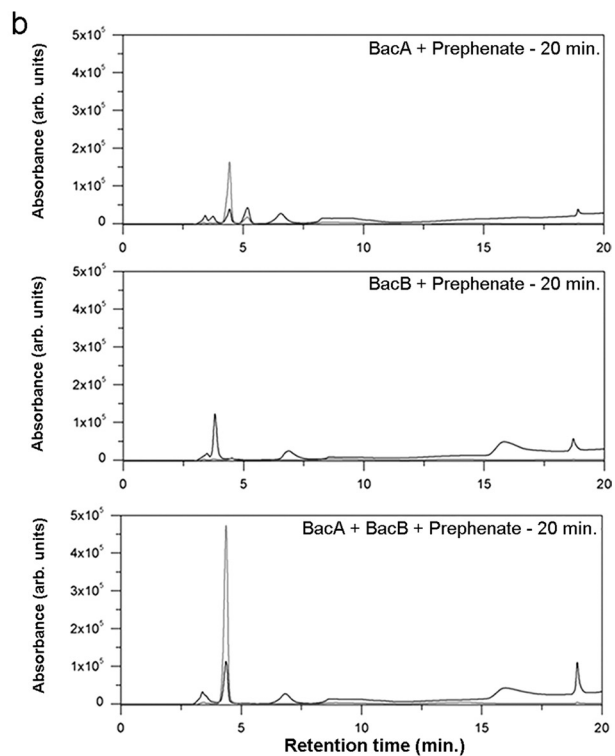 b
BacA + Prephenate - 20 min.
Absorbance (arb. units)
5x10⁵
4x10⁵
3x10⁵
2x10⁵
1x10⁵
0
0 5 10 15 20
BacB + Prephenate - 20 min.
Absorbance (arb. units)
5x10⁵
4x10⁵
3x10⁵
2x10⁵
1x10⁵
0
0 5 10 15 20
BacA + BacB + Prephenate - 20 min.
Absorbance (arb. units)
5x10⁵
4x10⁵
3x10⁵
2x10⁵
1x10⁵
0
0 5 10 15 20
Retention time (min.)